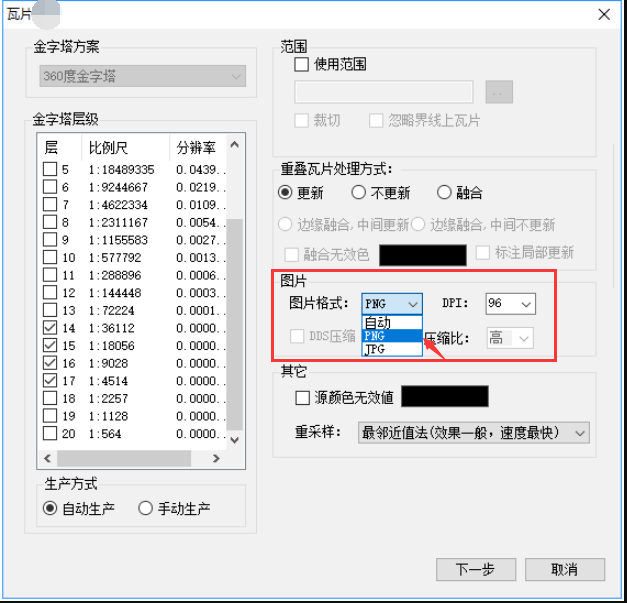 瓦片
金字塔方案
360度金字塔
金字塔层级
层 比例尺 分辨率
5 1:18489335 0.0439..
6 1:9244667 0.0219..
7 1:4622334 0.0109..
8 1:2311167 0.0054..
9 1:1155583 0.0027..
10 1:577792 0.0013..
11 1:288896 0.0006..
12 1:144448 0.0003..
13 1:72224 0.0001..
14 1:36112 0.0000..
15 1:18056 0.0000..
16 1:9028 0.0000..
17 1:4514 0.0000..
18 1:2257 0.0000..
19 1:1128 0.0000..
20 1:564 0.0000..
生产方式
自动生产 手动生产
范围
使用范围
..
裁切 忽略界线上瓦片
重叠瓦片处理方式:
更新 不更新 融合
边缘融合,中间更新 边缘融合,中间不更新
融合无效色 标注局部更新
图片
图片格式: PNG DPI: 96
自动
PNG
JPG
DDS压缩 压缩比: 高
其它
源颜色无效值
重采样: 最邻近值法(效果一般，速度最快)
下一步 取消